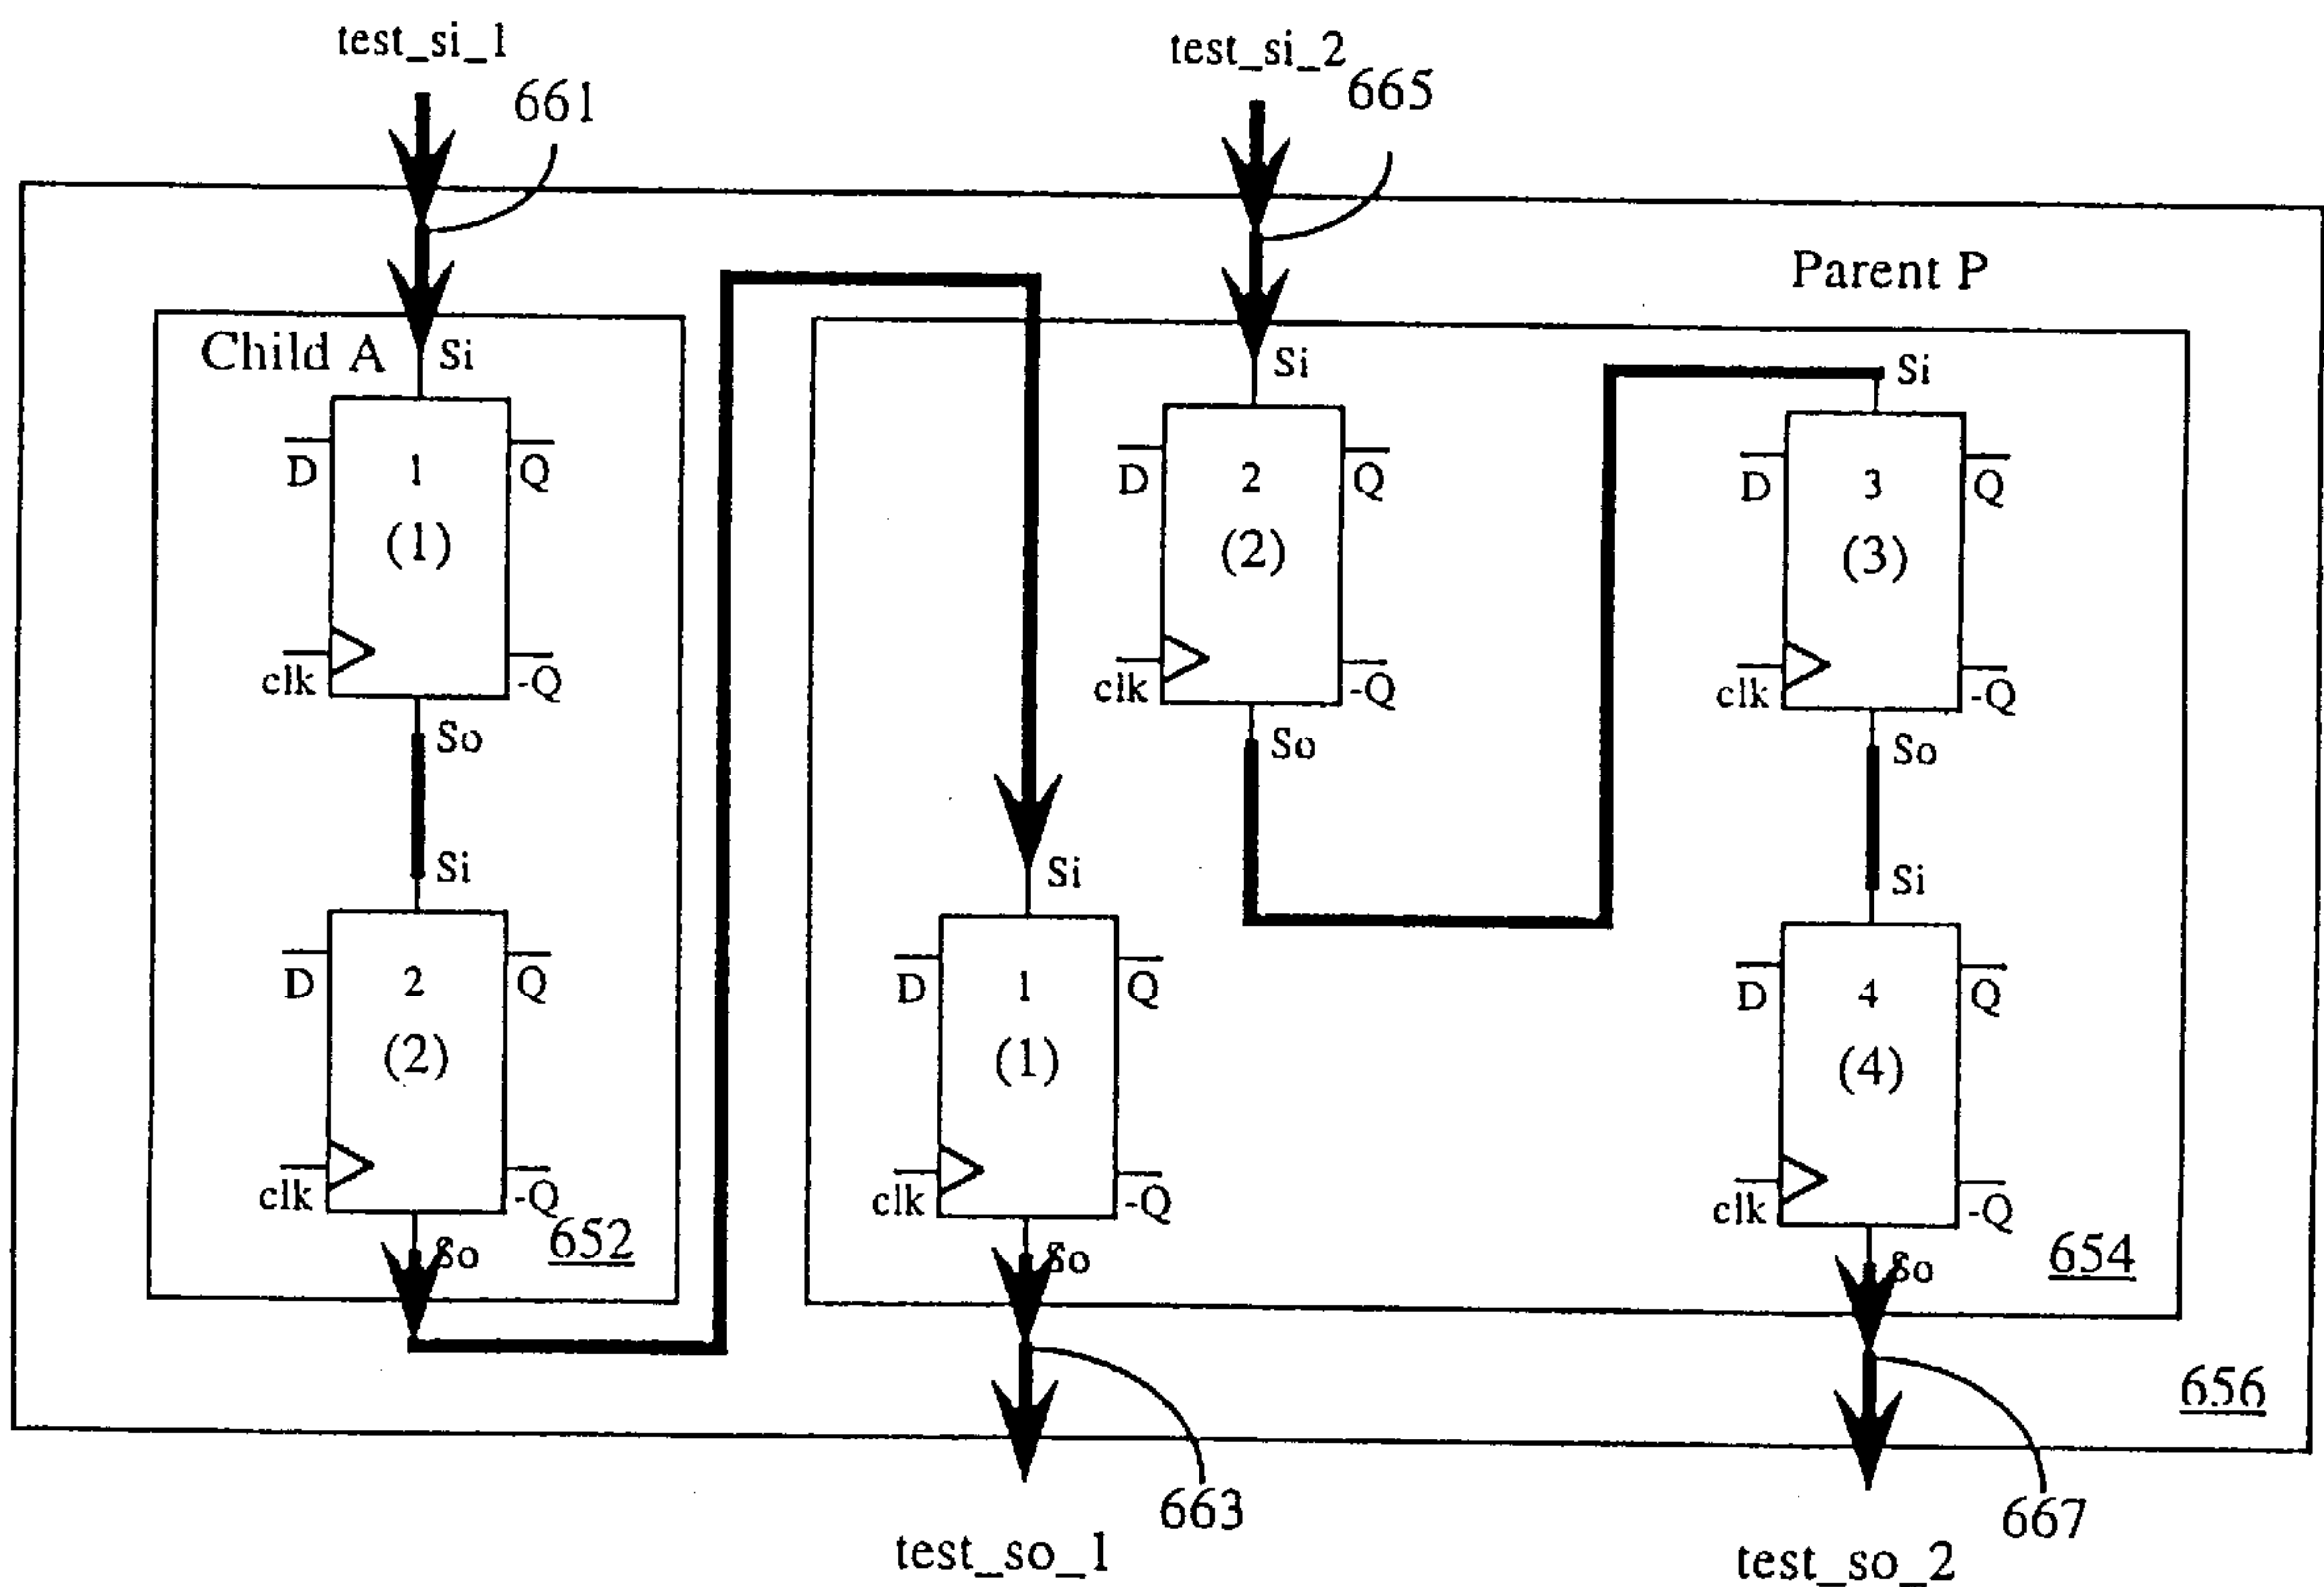 test_si_1
661
test_si_2
665
Parent P
Child A
Si
D
1
(1)
Q
clk
-Q
So
Si
D
2
(2)
Q
clk
-Q
So
652
Si
D
2
(2)
Q
clk
-Q
So
Si
D
1
(1)
Q
clk
-Q
So
Si
D
3
(3)
Q
clk
-Q
So
Si
D
4
(4)
Q
clk
-Q
So
654
656
663
667
test_so_1
test_so_2